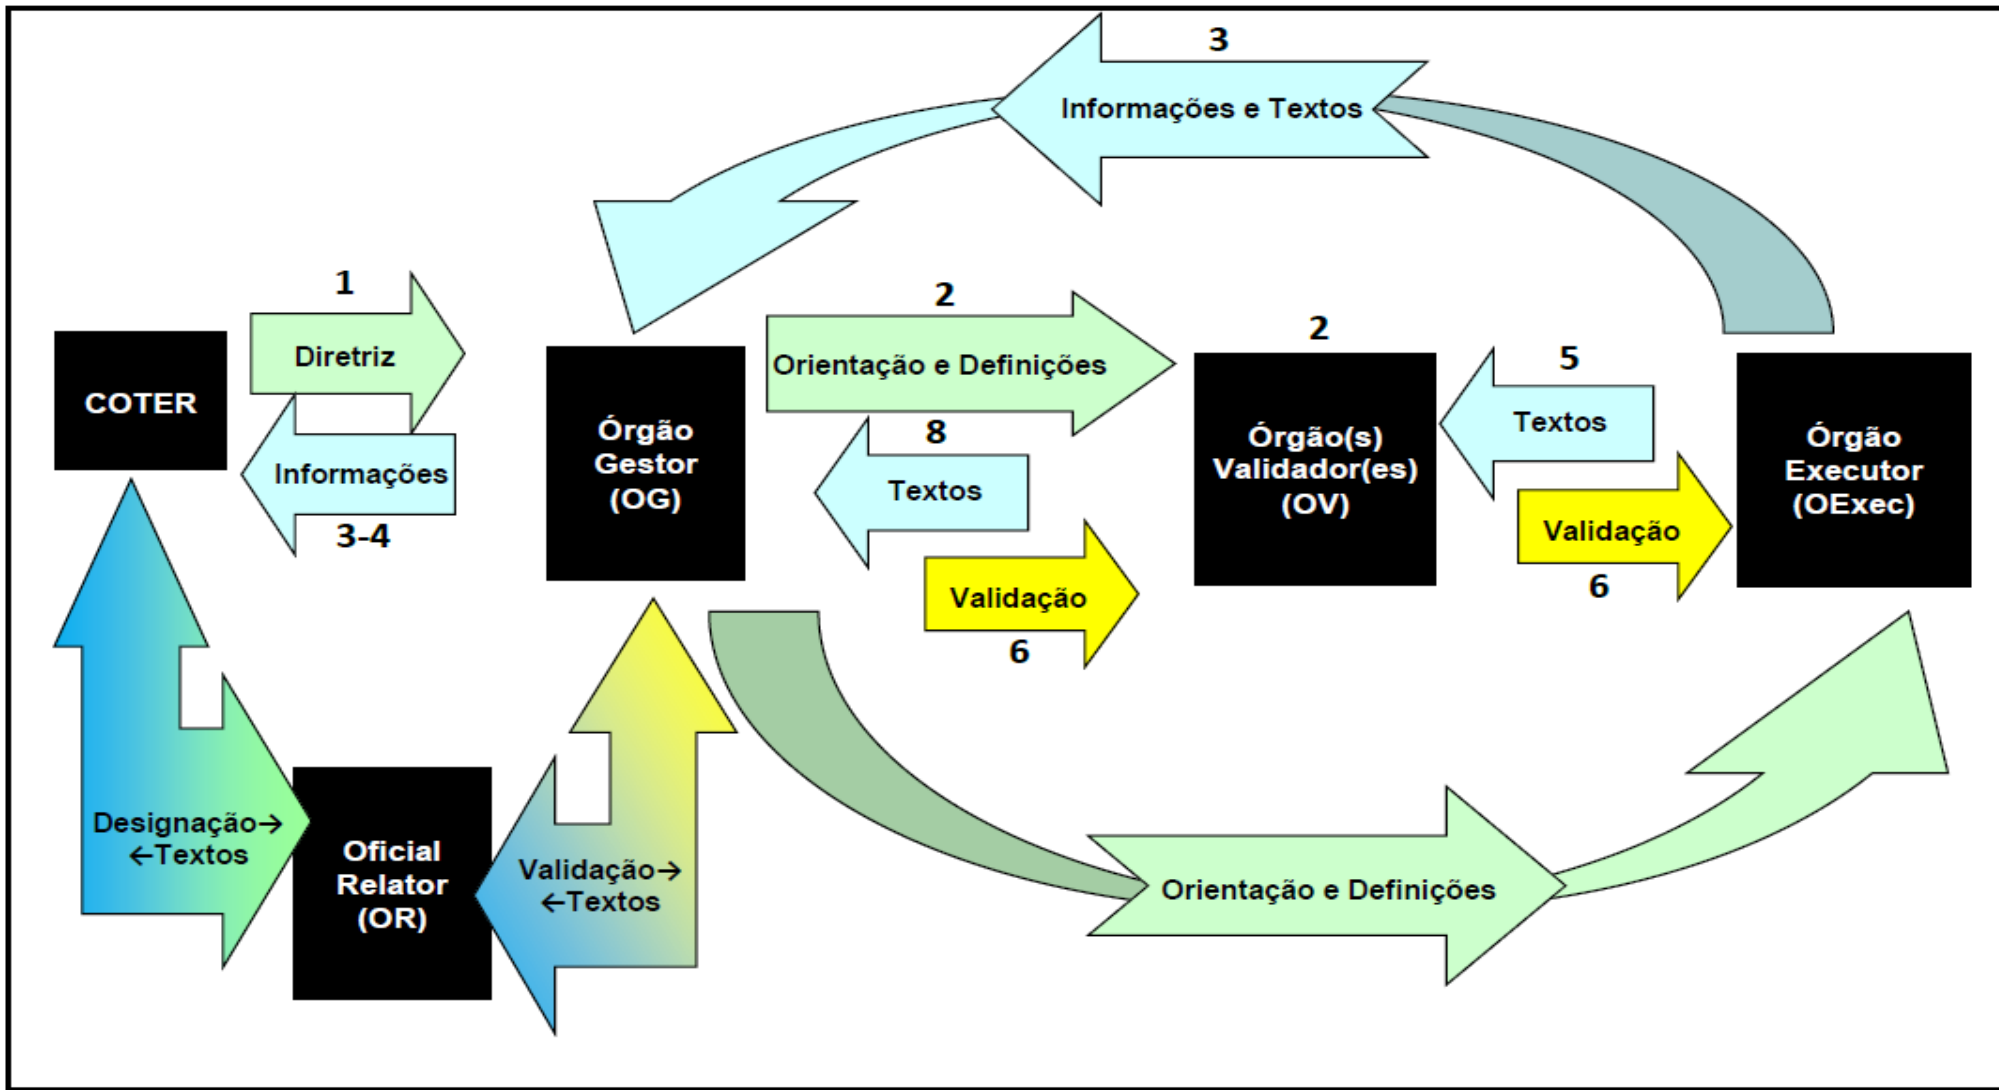 3
Informações e Textos
1
Diretriz
COTER
Informações
3-4
2
Orientação e Definições
Órgão
Gestor
(OG)
8
Textos
Validação
6
2
Órgão(s)
Validador(es)
(OV)
5
Textos
Validação
6
Órgão
Executor
(OExec)
Designação→
←Textos
Oficial
Relator
(OR)
Validação→
←Textos
Orientação e Definições